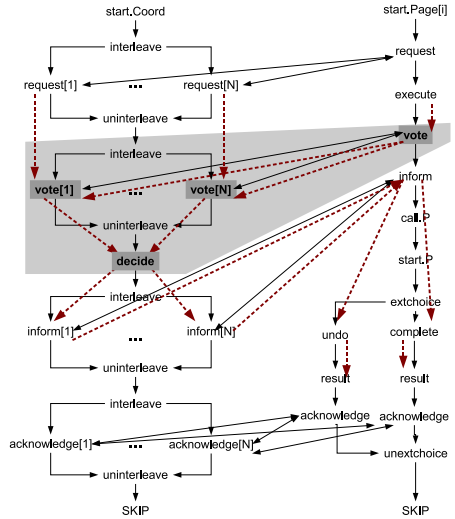 start.Coord
start.Page[i]
interleave
request
request[1]
...
request[N]
execute
uninterleave
vote
interleave
inform
vote[1]
...
vote[N]
call.P
uninterleave
decide
start.P
interleave
extchoice
inform[1]
...
inform[N]
undo
complete
uninterleave
result
result
interleave
acknowledge
acknowledge
acknowledge[1]
...
acknowledge[N]
unextchoice
uninterleave
SKIP
SKIP